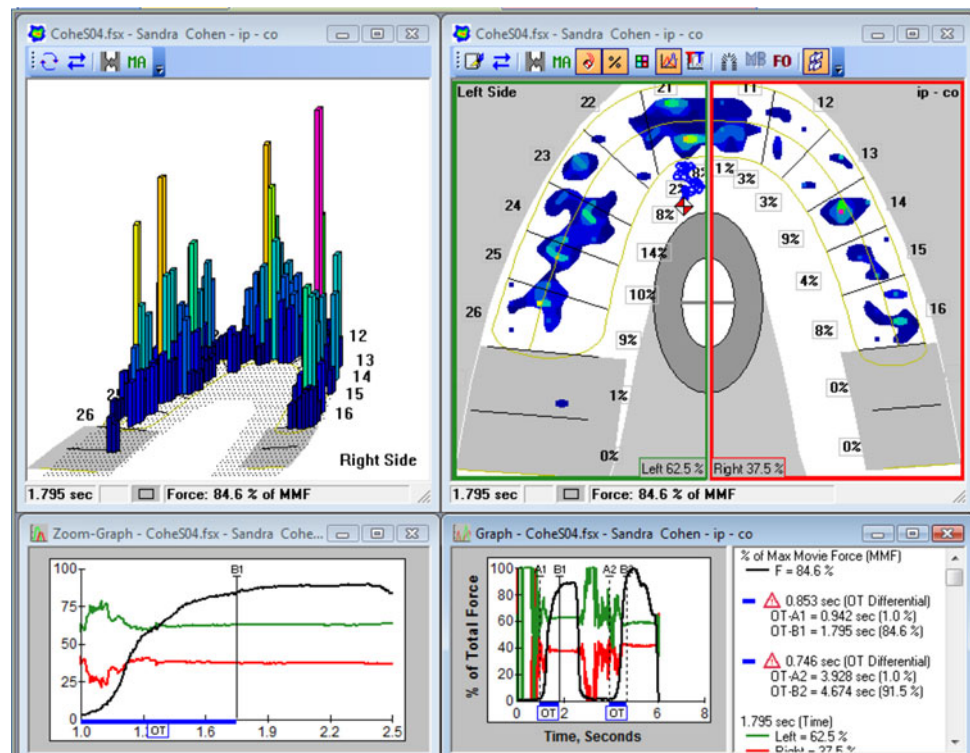 CoheS04.fsx - Sandra Cohen - ip - co
MA
12
13
14
15
16
26
Right Side
1.795 sec
Force: 84.6 % of MMF
CoheS04.fsx - Sandra Cohen - ip - co
MA
%
MB
FO
Left Side
ip - co
21
11
22
12
23
13
24
14
25
15
26
16
8%
1%
2%
3%
8%
3%
14%
9%
10%
4%
9%
8%
1%
0%
0%
0%
Left 62.5 %
Right 37.5 %
1.795 sec
Force: 84.6 % of MMF
Zoom-Graph - CoheS04.fsx - Sandra Cohe...
B1
100
75
50
25
0
OT
1.0
1.3
1.6
1.9
2.2
2.5
Graph - CoheS04.fsx - Sandra Cohen - ip - co
% of Total Force
100
80
60
40
20
0
A1
B1
A2
OT
OT
0
2
4
6
8
Time, Seconds
% of Max Movie Force (MMF)
F = 84.6 %
0.853 sec (OT Differential)
OT-A1 = 0.942 sec (1.0 %)
OT-B1 = 1.795 sec (84.6 %)
0.746 sec (OT Differential)
OT-A2 = 3.928 sec (1.0 %)
OT-B2 = 4.674 sec (91.5 %)
1.795 sec (Time)
Left = 62.5 %
Right = 37.5 %